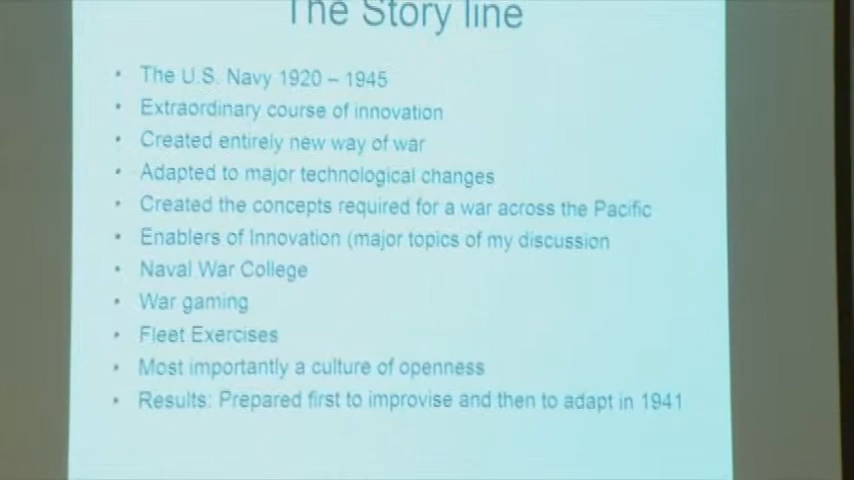 The Story line
• The U.S. Navy 1920 – 1945
• Extraordinary course of innovation
• Created entirely new way of war
• Adapted to major technological changes
• Created the concepts required for a war across the Pacific
• Enablers of Innovation (major topics of my discussion
• Naval War College
• War gaming
• Fleet Exercises
• Most importantly a culture of openness
• Results: Prepared first to improvise and then to adapt in 1941